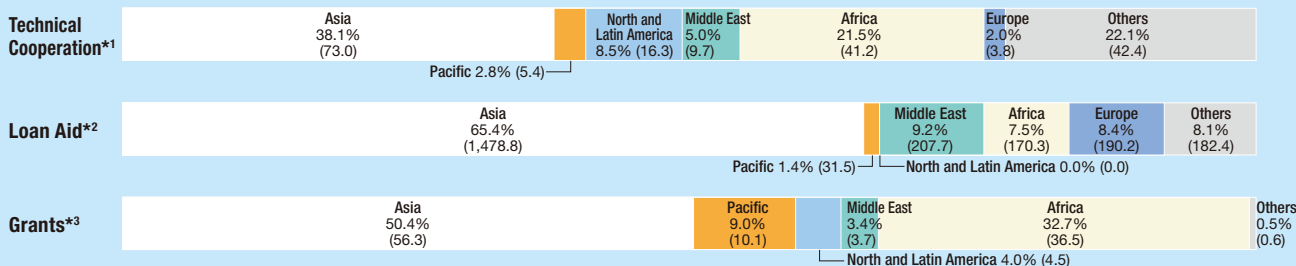 Technical
Cooperation*1
Asia
38.1%
(73.0)
Pacific 2.8% (5.4)
North and
Latin America
8.5% (16.3)
Middle East
5.0%
(9.7)
Africa
21.5%
(41.2)
Europe
2.0%
(3.8)
Others
22.1%
(42.4)
Loan Aid*2
Asia
65.4%
(1,478.8)
Pacific 1.4% (31.5)
North and Latin America 0.0% (0.0)
Middle East
9.2%
(207.7)
Africa
7.5%
(170.3)
Europe
8.4%
(190.2)
Others
8.1%
(182.4)
Grants*3
Asia
50.4%
(56.3)
Pacific
9.0%
(10.1)
North and Latin America 4.0% (4.5)
Middle East
3.4%
(3.7)
Africa
32.7%
(36.5)
Others
0.5%
(0.6)